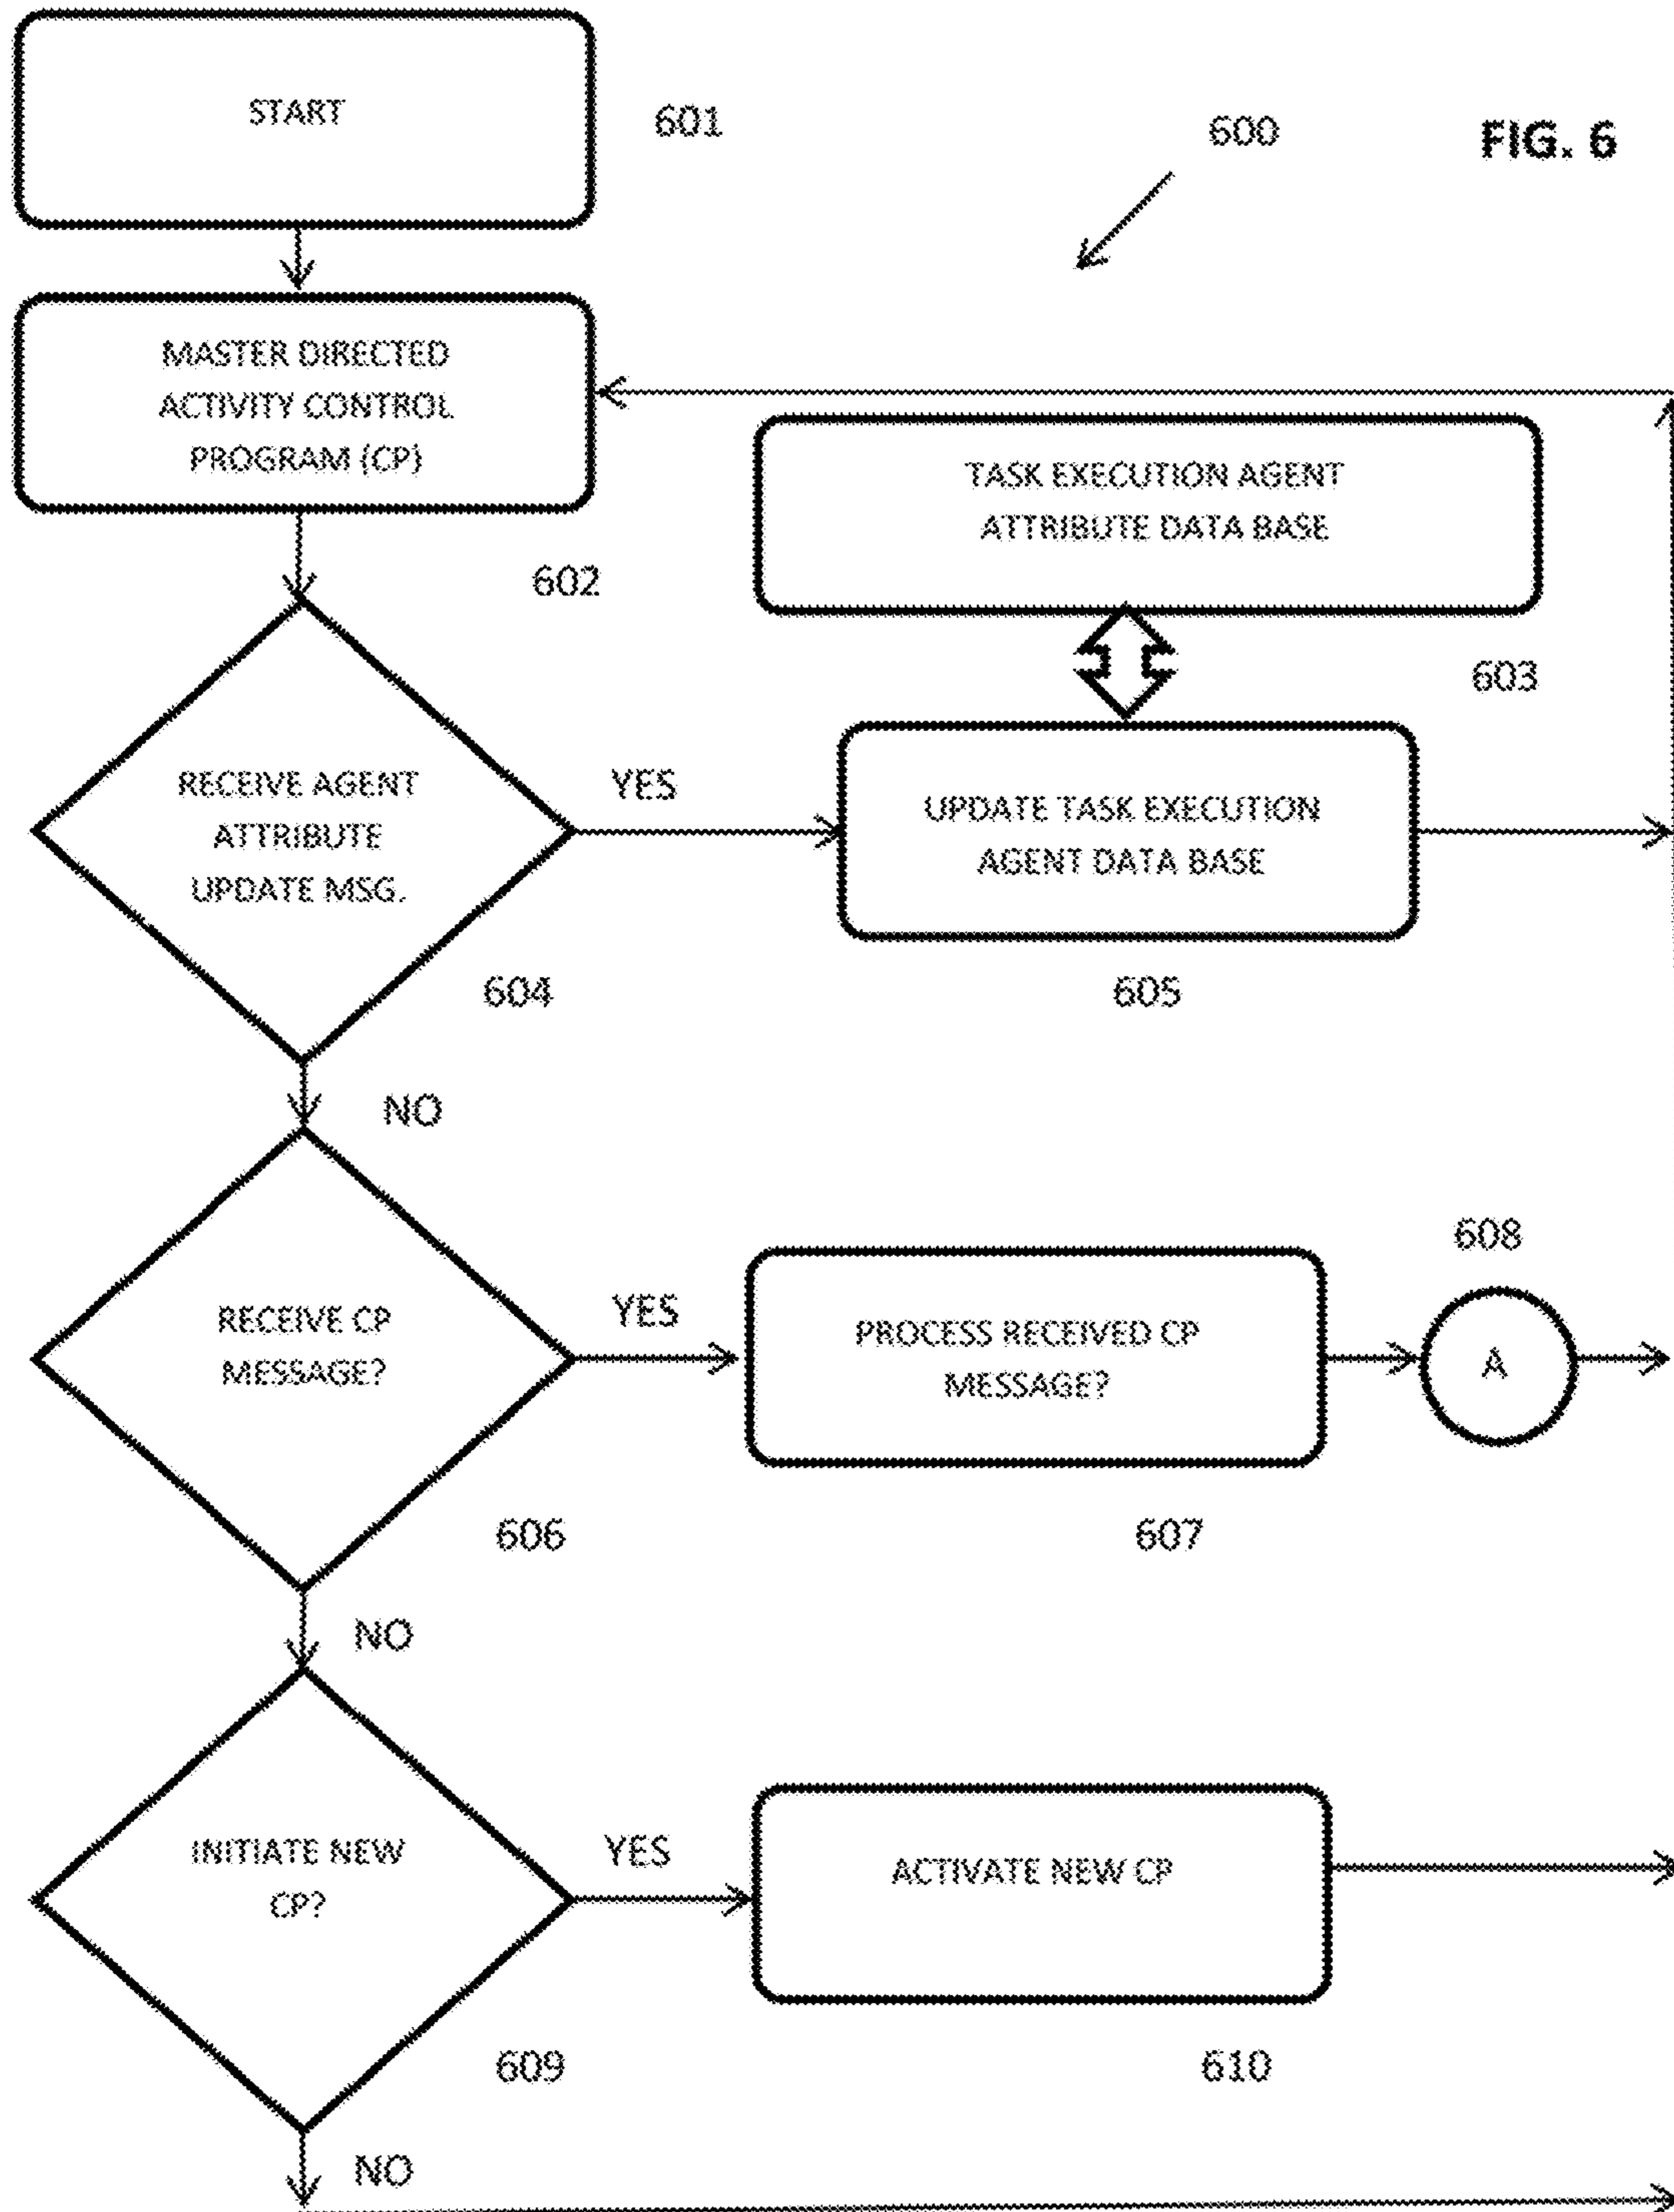 START
601
600
FIG. 6
MASTER DIRECTED
ACTIVITY CONTROL
PROGRAM (CP)
602
TASK EXECUTION AGENT
ATTRIBUTE DATA BASE
603
RECEIVE AGENT
ATTRIBUTE
UPDATE MSG.
604
YES
UPDATE TASK EXECUTION
AGENT DATA BASE
605
NO
RECEIVE CP
MESSAGE?
606
YES
PROCESS RECEIVED CP
MESSAGE?
607
608
A
NO
INITIATE NEW
CP?
609
YES
ACTIVATE NEW CP
610
NO